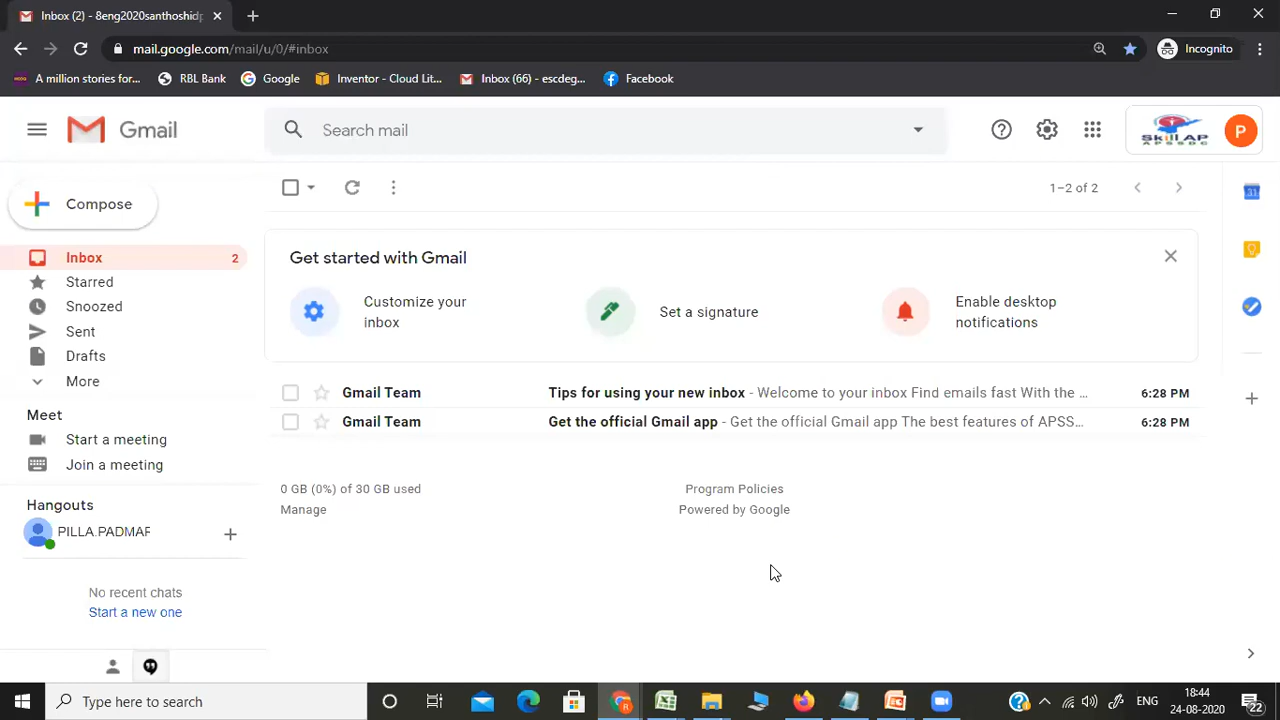 Inbox (2) - 8eng2020santhoshidp
mail.google.com/mail/u/0/#inbox
Incognito
A million stories for...
RBL Bank
Google
Inventor - Cloud Lit...
Inbox (66) - escdeg...
Facebook
Gmail
Search mail
Skill AP
APSSDC
P
Compose
1–2 of 2
31
Inbox 2
Starred
Snoozed
Sent
Drafts
More
Get started with Gmail
Customize your
inbox
Set a signature
Enable desktop
notifications
Gmail Team Tips for using your new inbox - Welcome to your inbox Find emails fast With the ... 6:28 PM
Gmail Team Get the official Gmail app - Get the official Gmail app The best features of APSS... 6:28 PM
Meet
Start a meeting
Join a meeting
0 GB (0%) of 30 GB used
Manage
Program Policies
Powered by Google
Hangouts
PILLA.PADMAR
No recent chats
Start a new one
Type here to search
ENG
18:44
24-08-2020
22